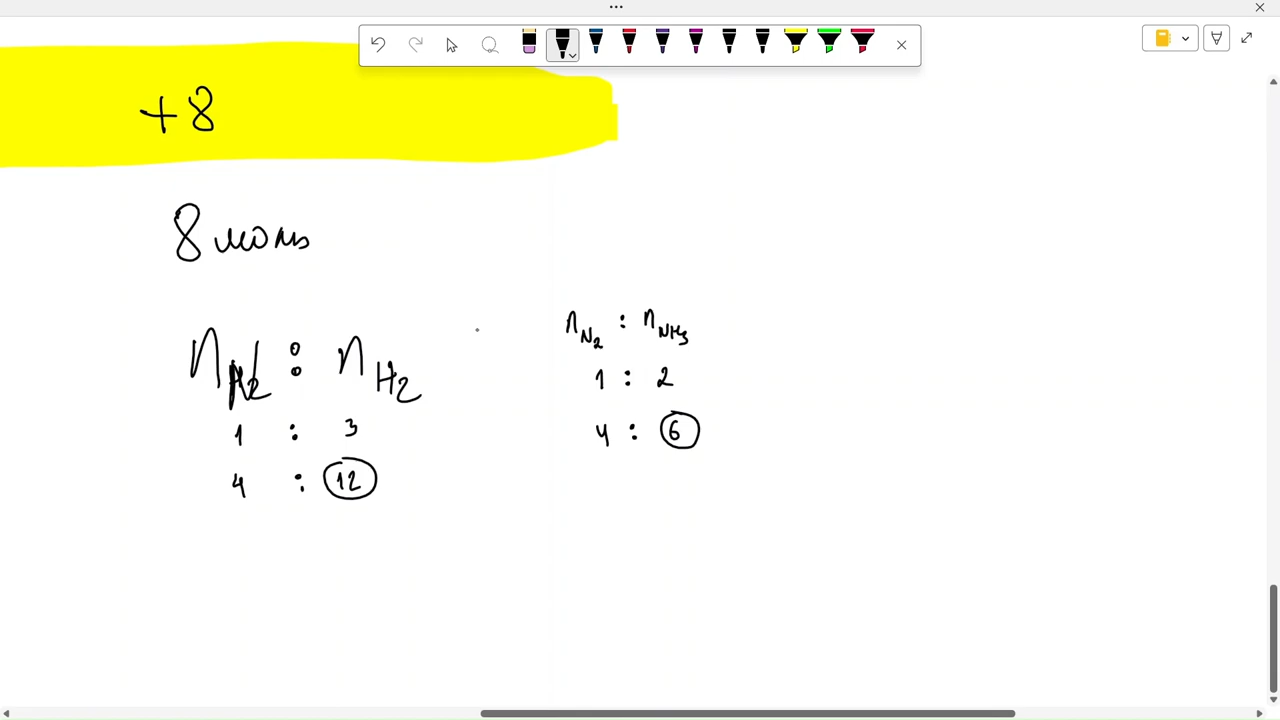 +8
8 моль
n N2 : n H2
1 : 3
4 : 12
n N2 : n NH3
1 : 2
4 : 6